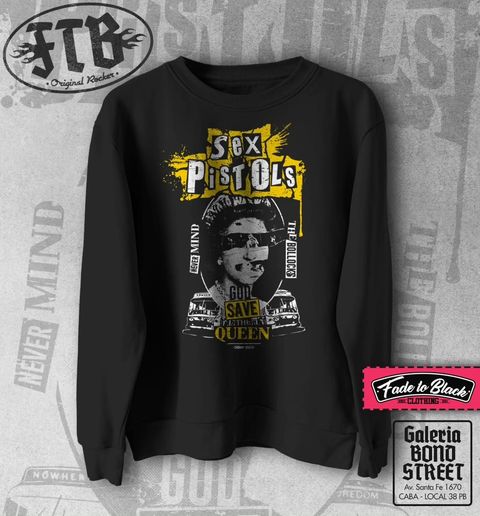 FTB
Original Rocker
SEX
PISTOLS
NEVER MIND
THE BOLLOCKS
GOD
SAVE
THE
QUEEN
NEVER MIND
NOWHERE
Fade to Black
CLOTHING
Galeria
BOND
STREET
Av. Santa Fe 1670
CABA - LOCAL 38 PB